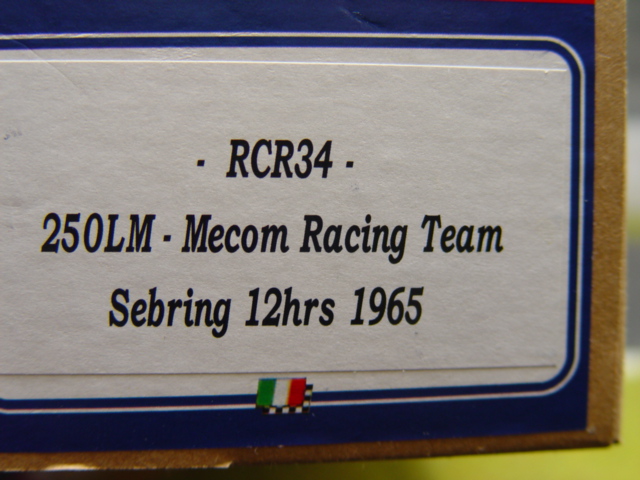 - RCR34 -
250LM - Mecom Racing Team
Sebring 12hrs 1965